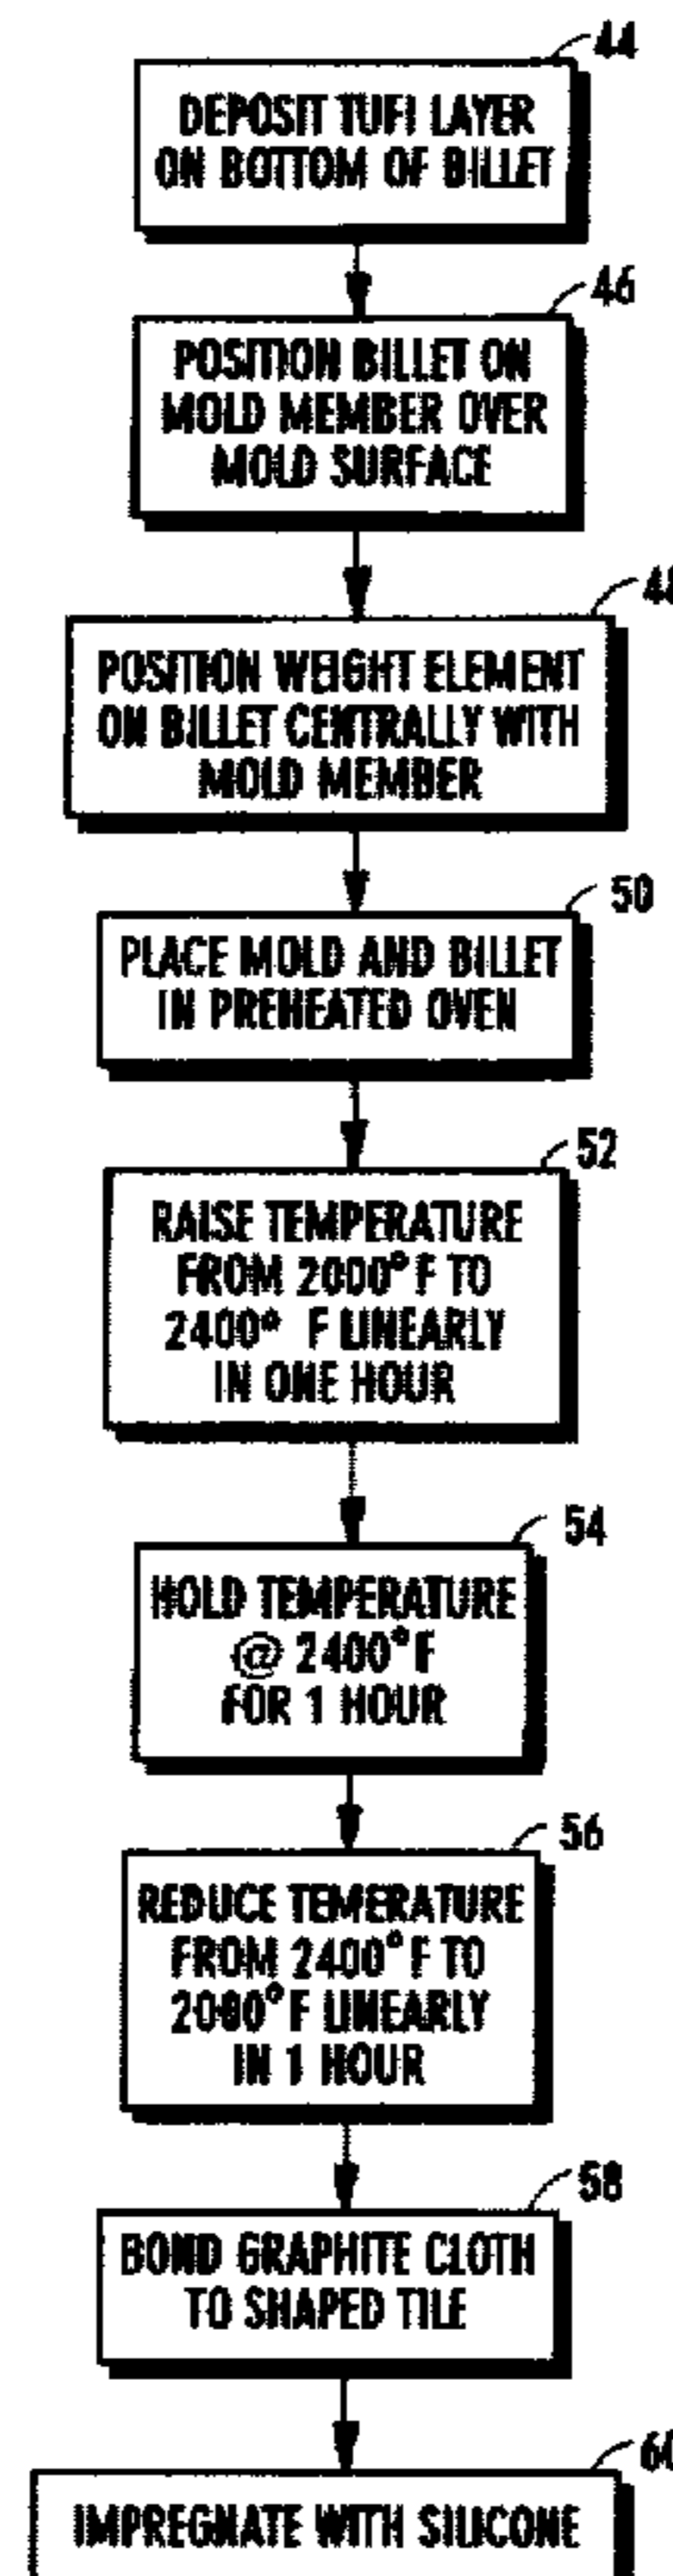 44
DEPOSIT TUFI LAYER
ON BOTTOM OF BILLET
46
POSITION BILLET ON
MOLD MEMBER OVER
MOLD SURFACE
48
POSITION WEIGHT ELEMENT
ON BILLET CENTRALLY WITH
MOLD MEMBER
50
PLACE MOLD AND BILLET
IN PREHEATED OVEN
52
RAISE TEMPERATURE
FROM 2000°F TO
2400° F LINEARLY
IN ONE HOUR
54
HOLD TEMPERATURE
@ 2400°F
FOR 1 HOUR
56
REDUCE TEMERATURE
FROM 2400°F TO
2000°F LINEARLY
IN 1 HOUR
58
BOND GRAPHITE CLOTH
TO SHAPED TILE
60
IMPREGNATE WITH SILICONE